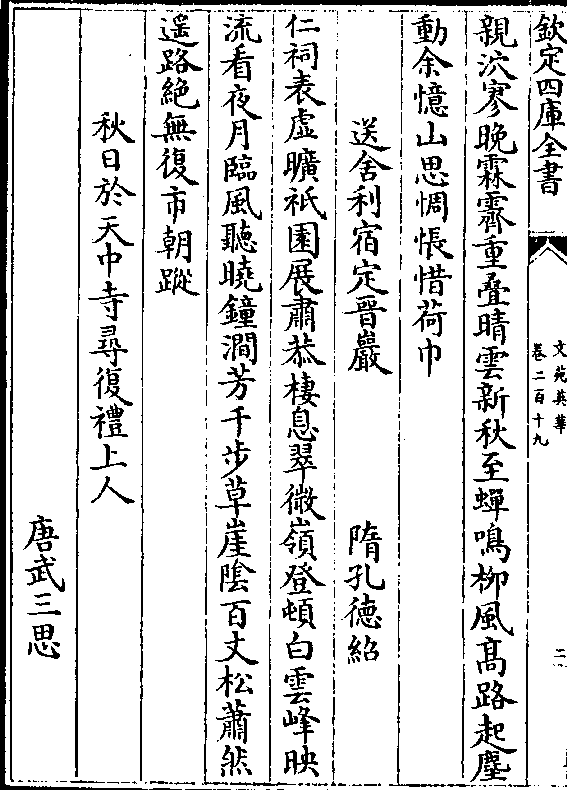 欽定四庫全書
文苑英華
卷二百十九
二
親泬寥晚霖霽重叠晴雲新秋至蟬鳴柳風髙路起塵
動余憶山思惆悵惜荷巾
送舍利宿定晉巖
隋孔德紹
仁祠表虛曠祇園展肅恭棲息翠微嶺登頓白雲峰映
流看夜月臨風聽曉鐘澗芳千步草崖陰百丈松蕭然
遥路絶無復市朝蹤
秋日於天中寺尋復禮上人
唐武三思